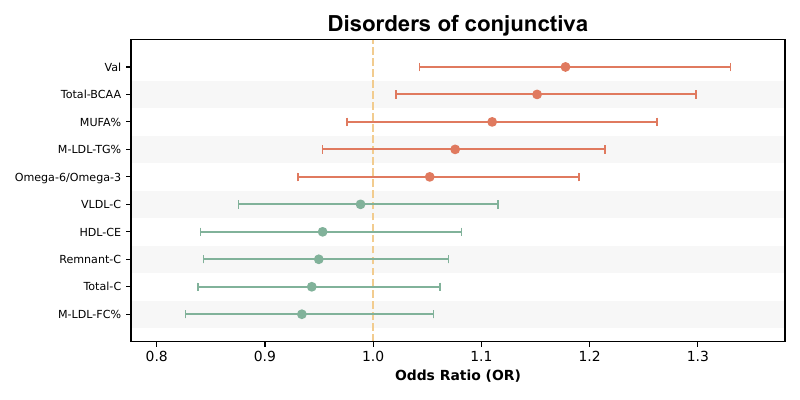 Disorders of conjunctiva
Val
Total-BCAA
MUFA%
M-LDL-TG%
Omega-6/Omega-3
VLDL-C
HDL-CE
Remnant-C
Total-C
M-LDL-FC%
0.8 0.9 1.0 1.1 1.2 1.3
Odds Ratio (OR)